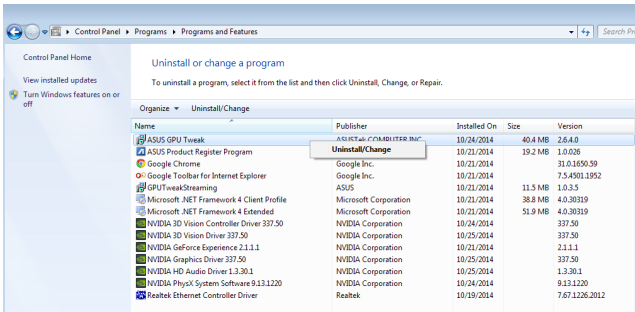 Control Panel Programs Programs and Features Search Pr
Control Panel Home
View installed updates
Turn Windows features on or
off
Uninstall or change a program
To uninstall a program, select it from the list and then click Uninstall, Change, or Repair.
Organize Uninstall/Change
Name Publisher Installed On Size Version
ASUS GPU Tweak ASUSTek COMPUTER INC. 10/24/2014 40.4 MB 2.6.4.0
Uninstall/Change
ASUS Product Register Program 10/21/2014 19.2 MB 1.0.026
Google Chrome Google Inc. 10/21/2014 31.0.1650.59
Google Toolbar for Internet Explorer Google Inc. 10/21/2014 7.5.4501.1952
GPUTweakStreaming ASUS 10/21/2014 11.5 MB 1.0.3.5
Microsoft .NET Framework 4 Client Profile Microsoft Corporation 10/21/2014 38.8 MB 4.0.30319
Microsoft .NET Framework 4 Extended Microsoft Corporation 10/21/2014 51.9 MB 4.0.30319
NVIDIA 3D Vision Controller Driver 337.50 NVIDIA Corporation 10/24/2014 337.50
NVIDIA 3D Vision Driver 337.50 NVIDIA Corporation 10/25/2014 337.50
NVIDIA GeForce Experience 2.1.1.1 NVIDIA Corporation 10/21/2014 2.1.1.1
NVIDIA Graphics Driver 337.50 NVIDIA Corporation 10/25/2014 337.50
NVIDIA HD Audio Driver 1.3.30.1 NVIDIA Corporation 10/25/2014 1.3.30.1
NVIDIA PhysX System Software 9.13.1220 NVIDIA Corporation 10/24/2014 9.13.1220
Realtek Ethernet Controller Driver Realtek 10/19/2014 7.67.1226.2012